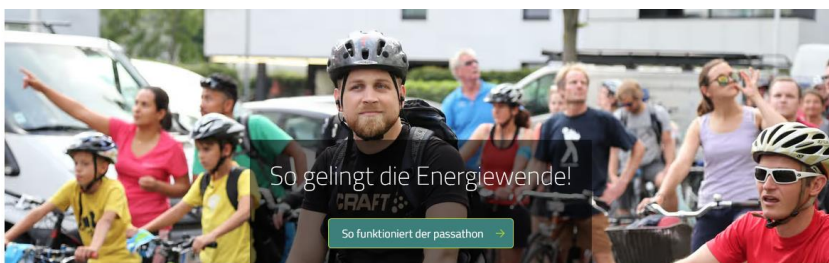 So gelingt die Energiewende!
CRAFT
So funktioniert der passathon →